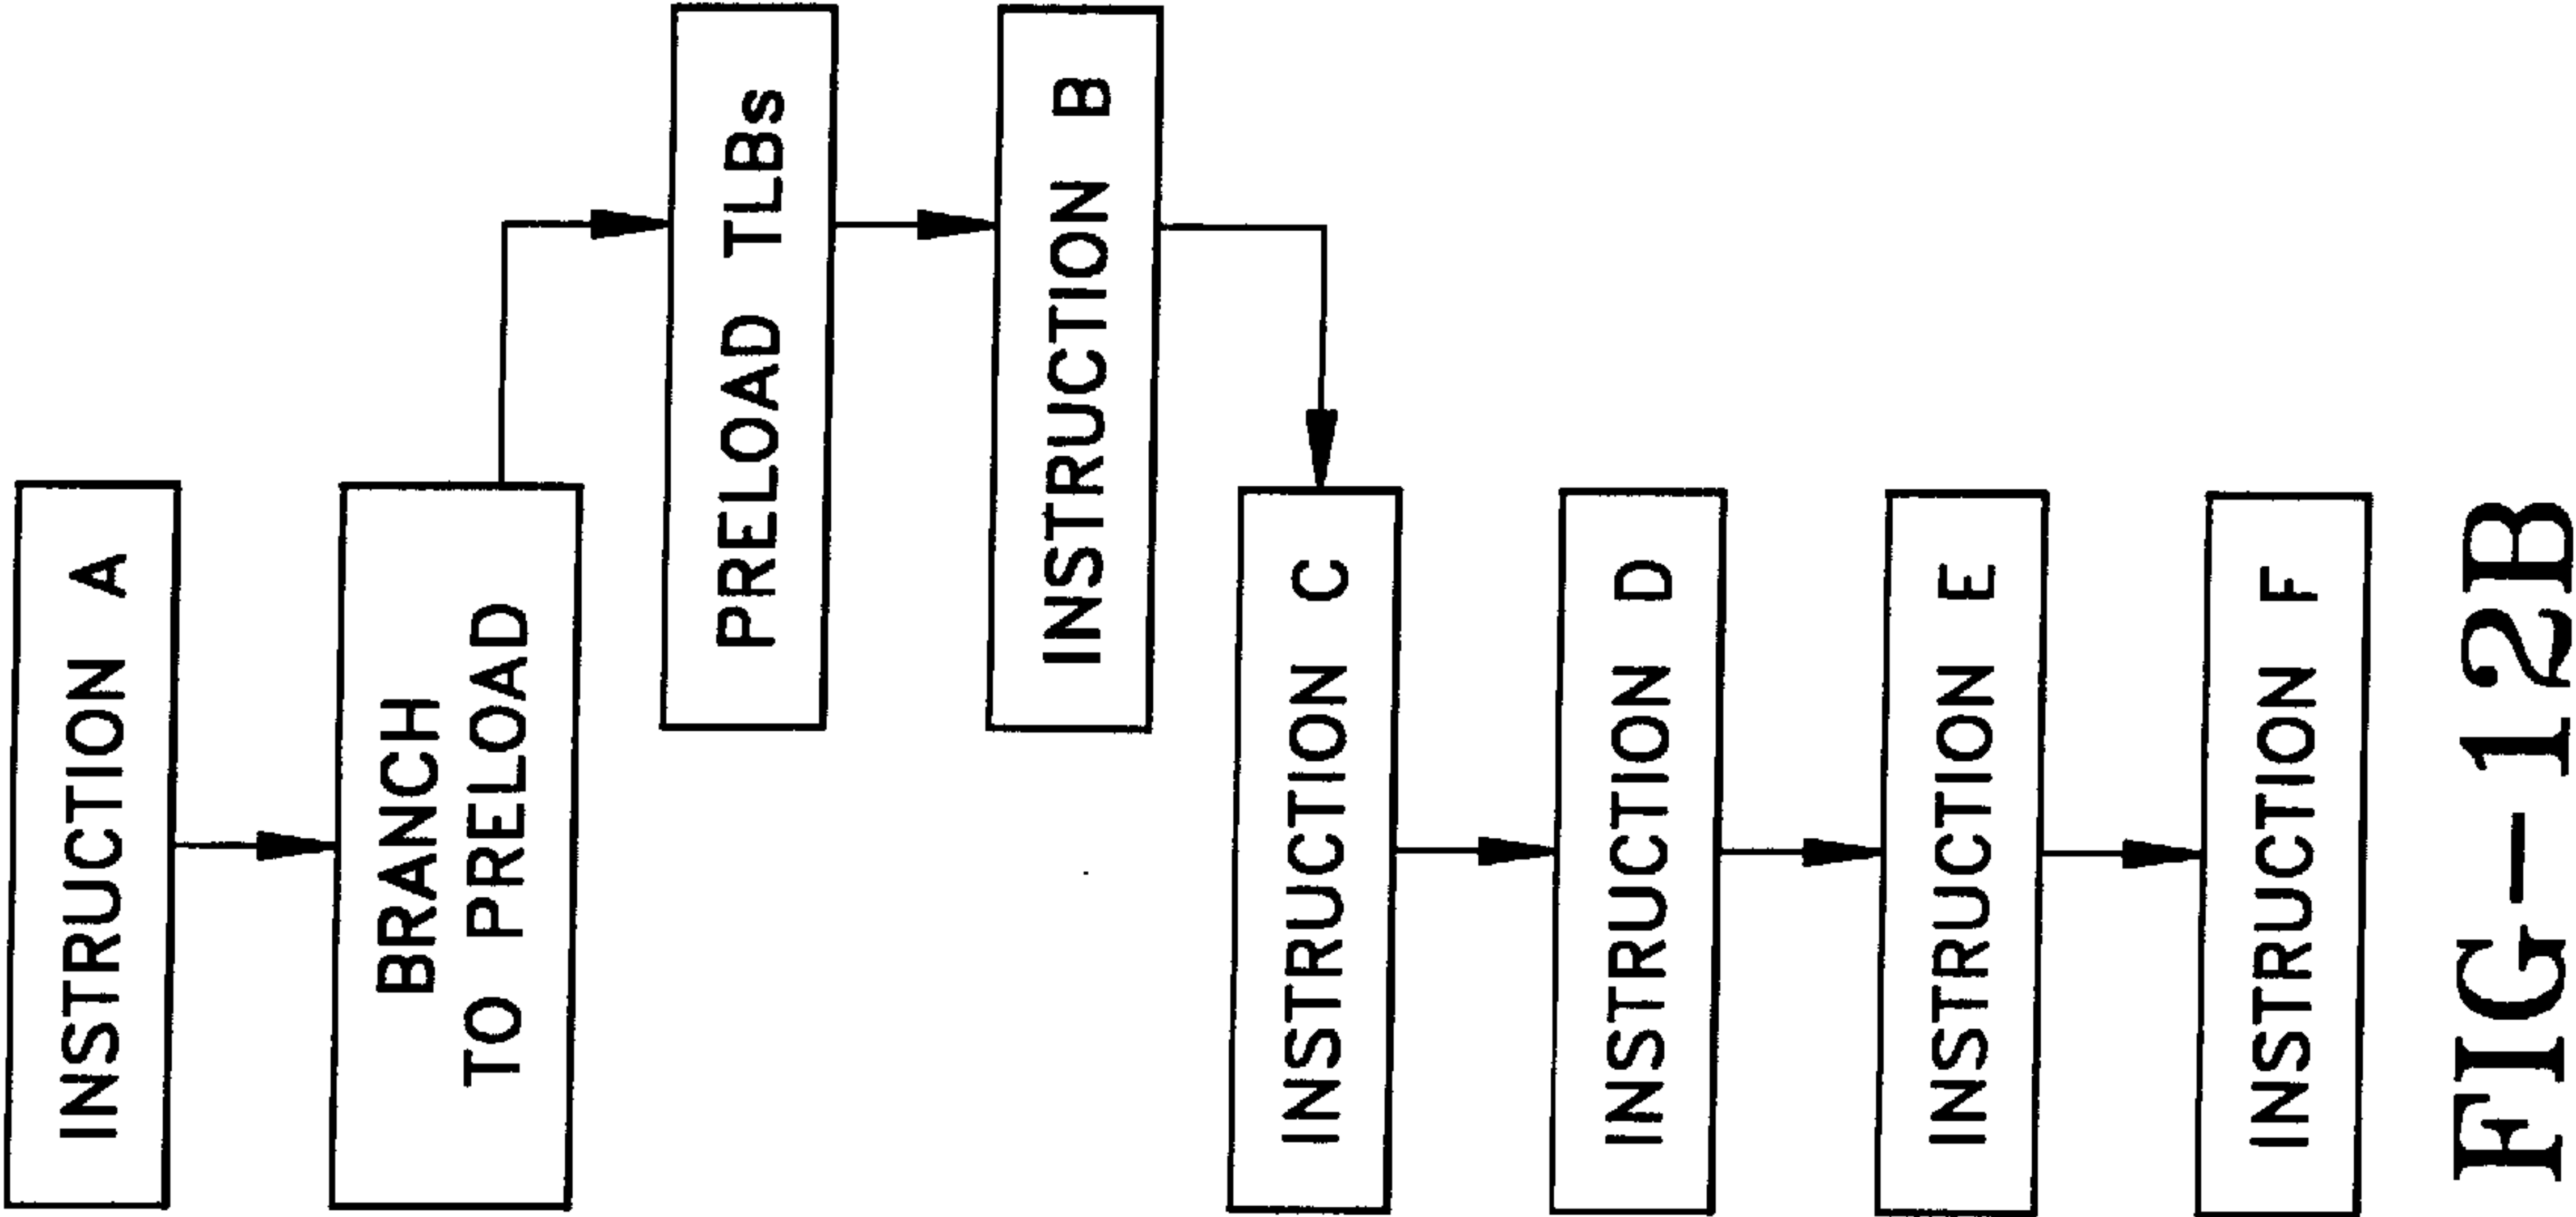 INSTRUCTION A
BRANCH
TO PRELOAD
PRELOAD TLBs
INSTRUCTION B
INSTRUCTION C
INSTRUCTION D
INSTRUCTION E
INSTRUCTION F
FIG-12B